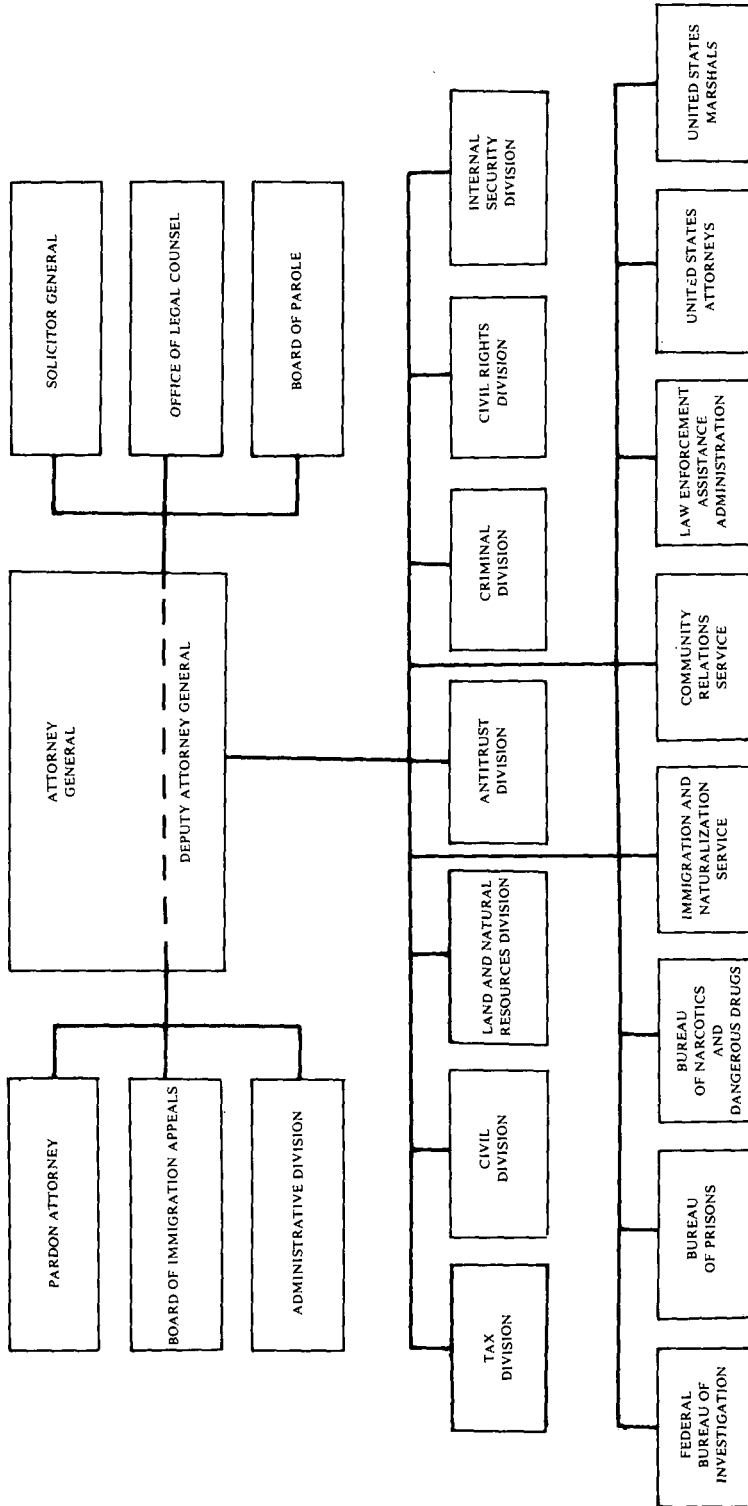 ATTORNEY
GENERAL
DEPUTY ATTORNEY GENERAL
PARDON ATTORNEY
BOARD OF IMMIGRATION APPEALS
ADMINISTRATIVE DIVISION
SOLICITOR GENERAL
OFFICE OF LEGAL COUNSEL
BOARD OF PAROLE
TAX
DIVISION
CIVIL
DIVISION
LAND AND NATURAL
RESOURCES DIVISION
ANTITRUST
DIVISION
CRIMINAL
DIVISION
CIVIL RIGHTS
DIVISION
INTERNAL
SECURITY
DIVISION
FEDERAL
BUREAU OF
INVESTIGATION
BUREAU
OF PRISONS
BUREAU
OF NARCOTICS
AND
DANGEROUS DRUGS
IMMIGRATION AND
NATURALIZATION
SERVICE
COMMUNITY
RELATIONS
SERVICE
LAW ENFORCEMENT
ASSISTANCE
ADMINISTRATION
UNITED STATES
ATTORNEYS
UNITED STATES
MARSHALS